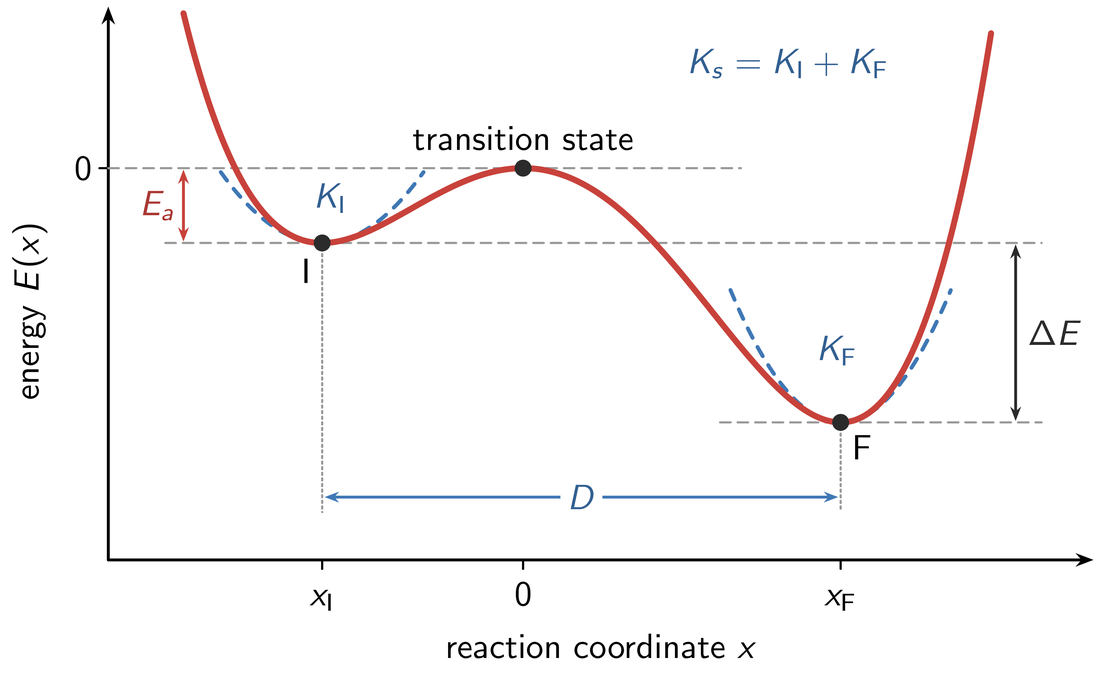 K_s = K_I + K_F
transition state
0
E_a
K_I
I
energy E(x)
K_F
ΔE
F
D
x_I
0
x_F
reaction coordinate x